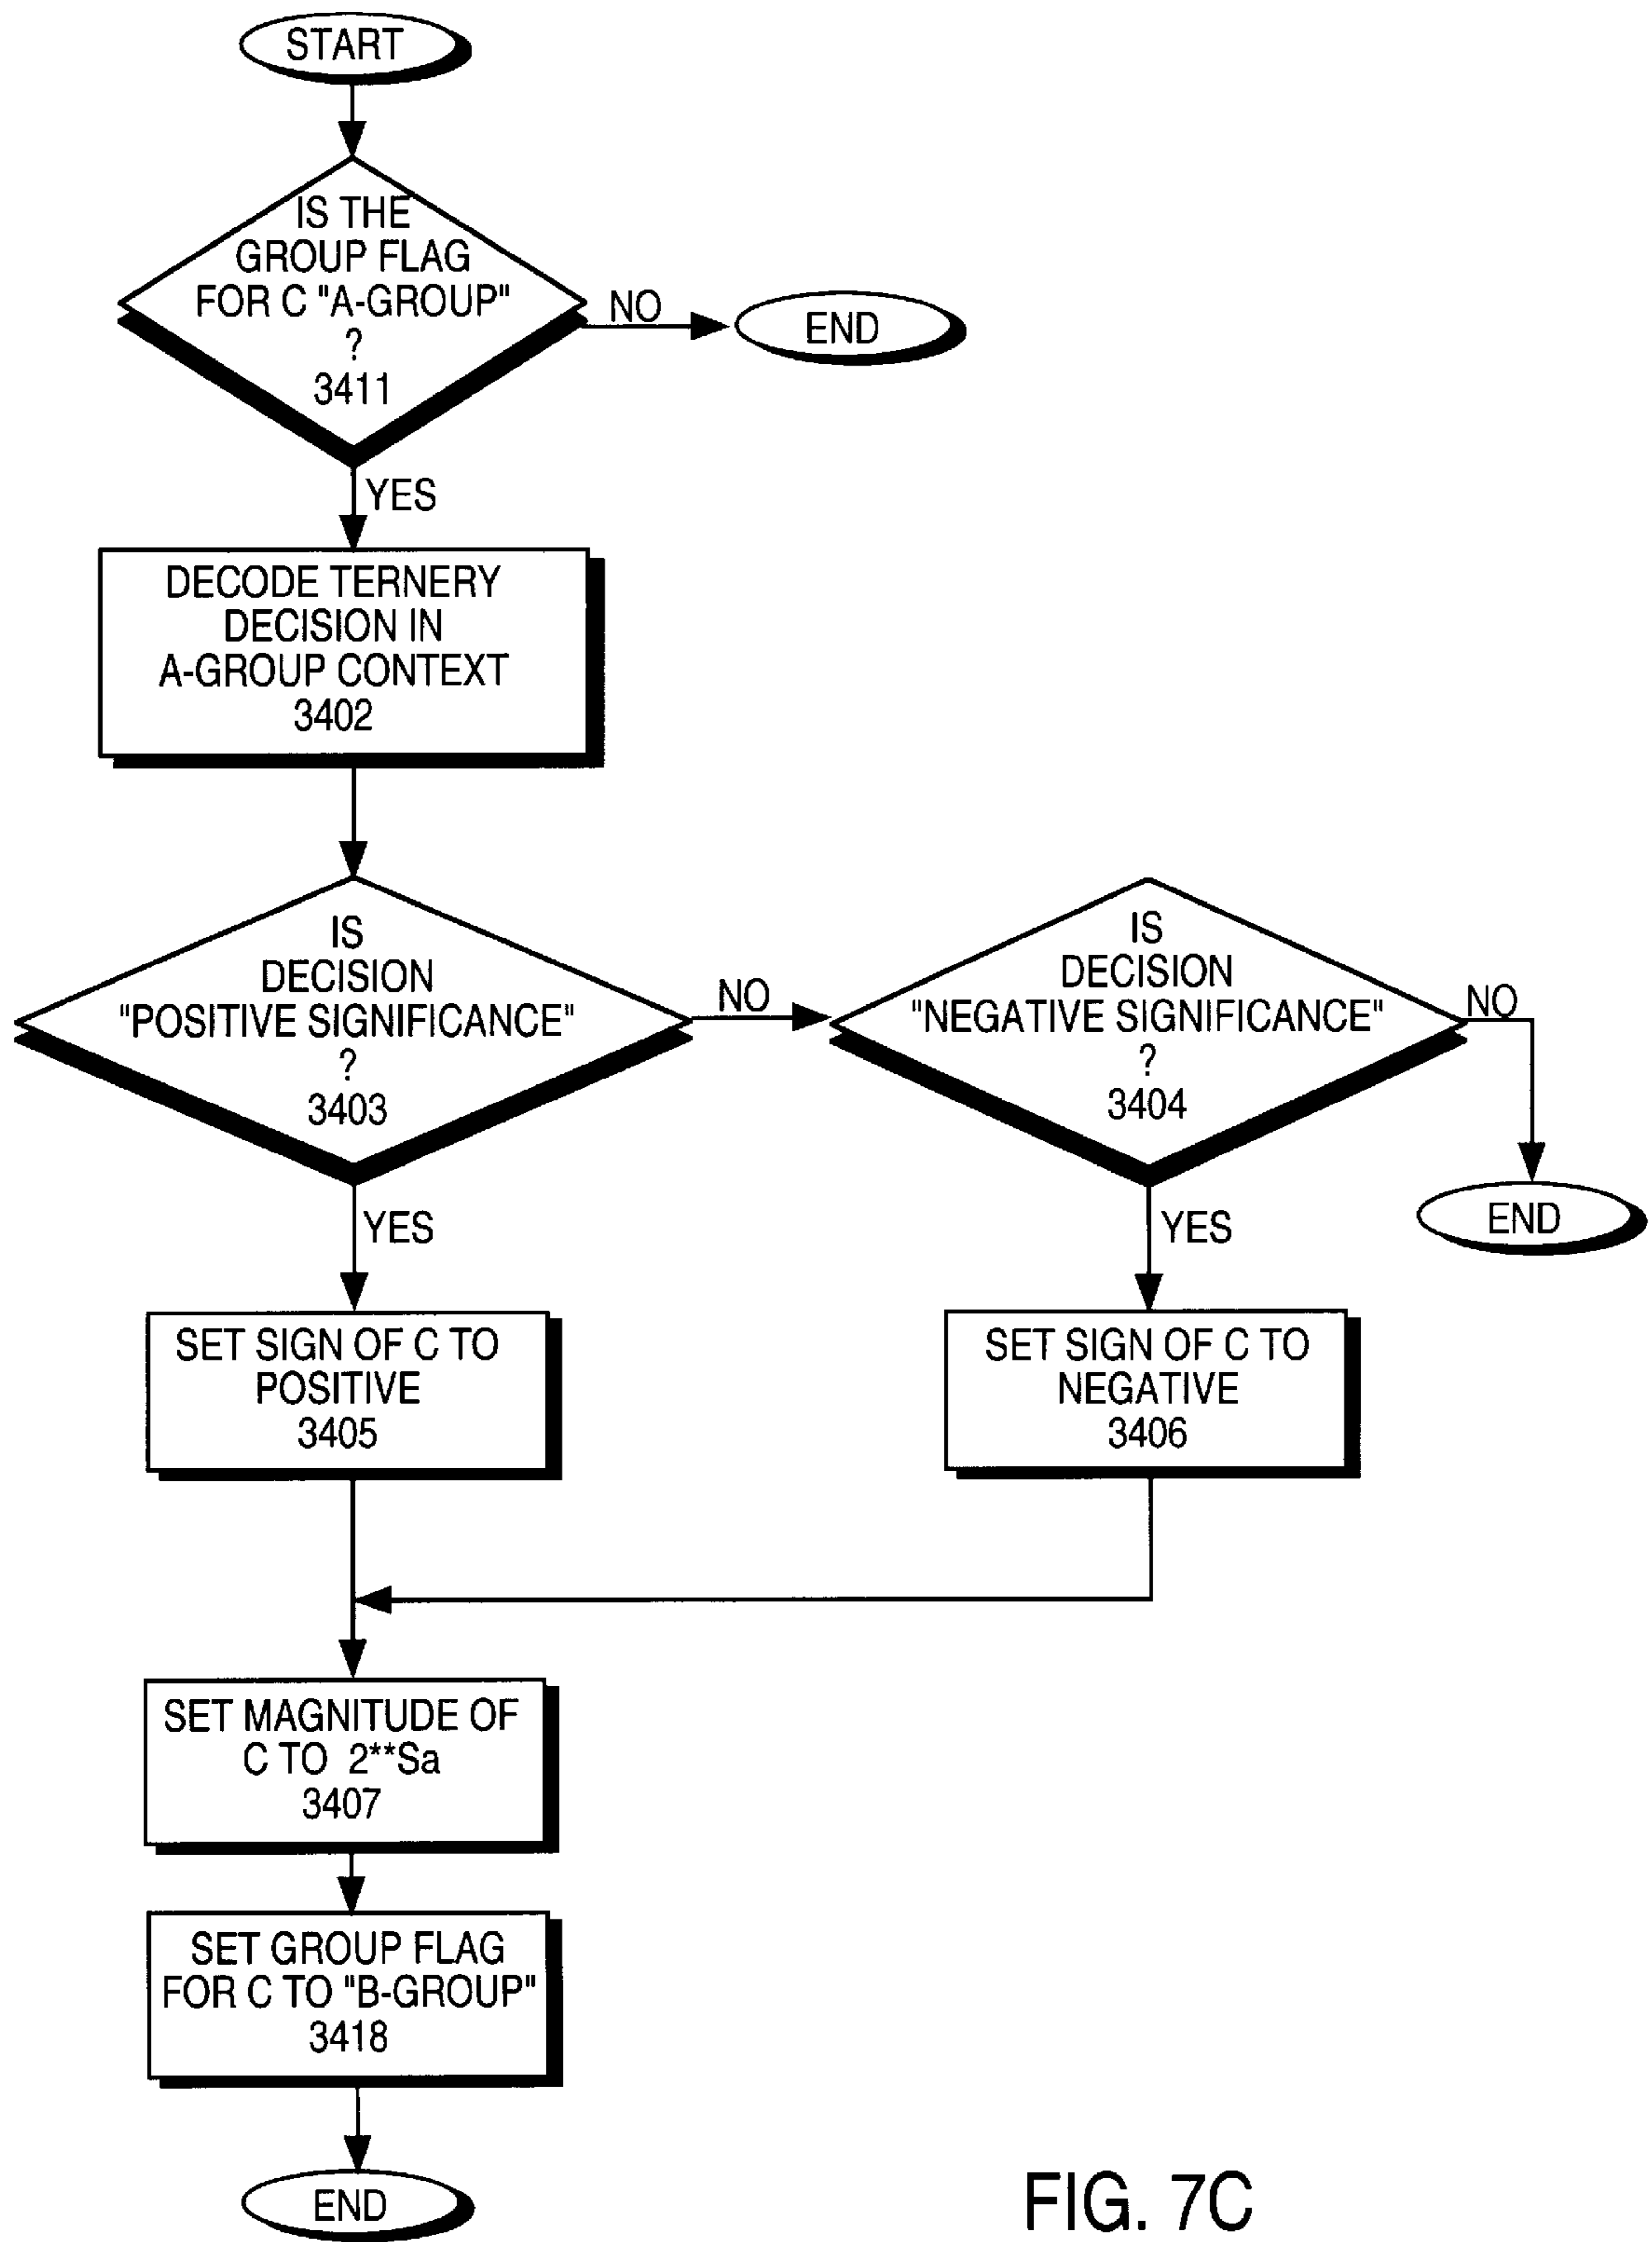 START
IS THE
GROUP FLAG
FOR C "A-GROUP"
?
3411
NO
END
YES
DECODE TERNERY
DECISION IN
A-GROUP CONTEXT
3402
IS
DECISION
"POSITIVE SIGNIFICANCE"
?
3403
NO
IS
DECISION
"NEGATIVE SIGNIFICANCE"
?
3404
NO
END
YES
YES
SET SIGN OF C TO
POSITIVE
3405
SET SIGN OF C TO
NEGATIVE
3406
SET MAGNITUDE OF
C TO 2**Sa
3407
SET GROUP FLAG
FOR C TO "B-GROUP"
3418
END
FIG. 7C